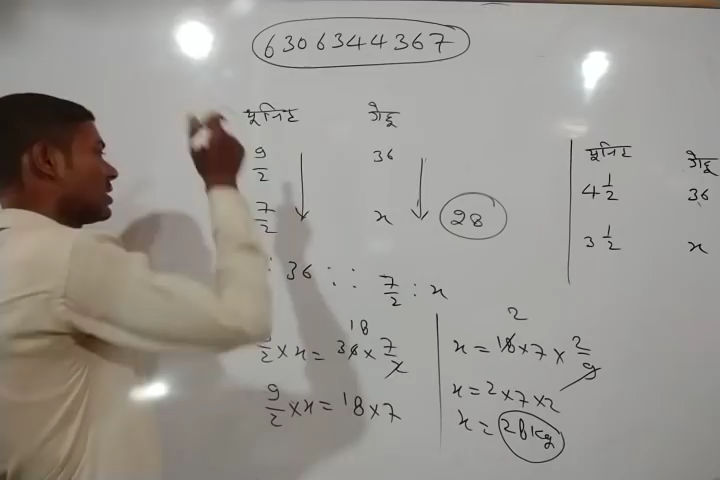 6306344367
यूनिट गेहू
9/2 36
7/2 x
28
: 36 :: 7/2 : x
18
/2 × x = 36 × 7/2
9/2 × x = 18 × 7
2
x = 18 × 7 × 2/9
x = 2 × 7 × 2
x = 28 Kg
यूनिट गेहू
4 1/2 36
3 1/2 x